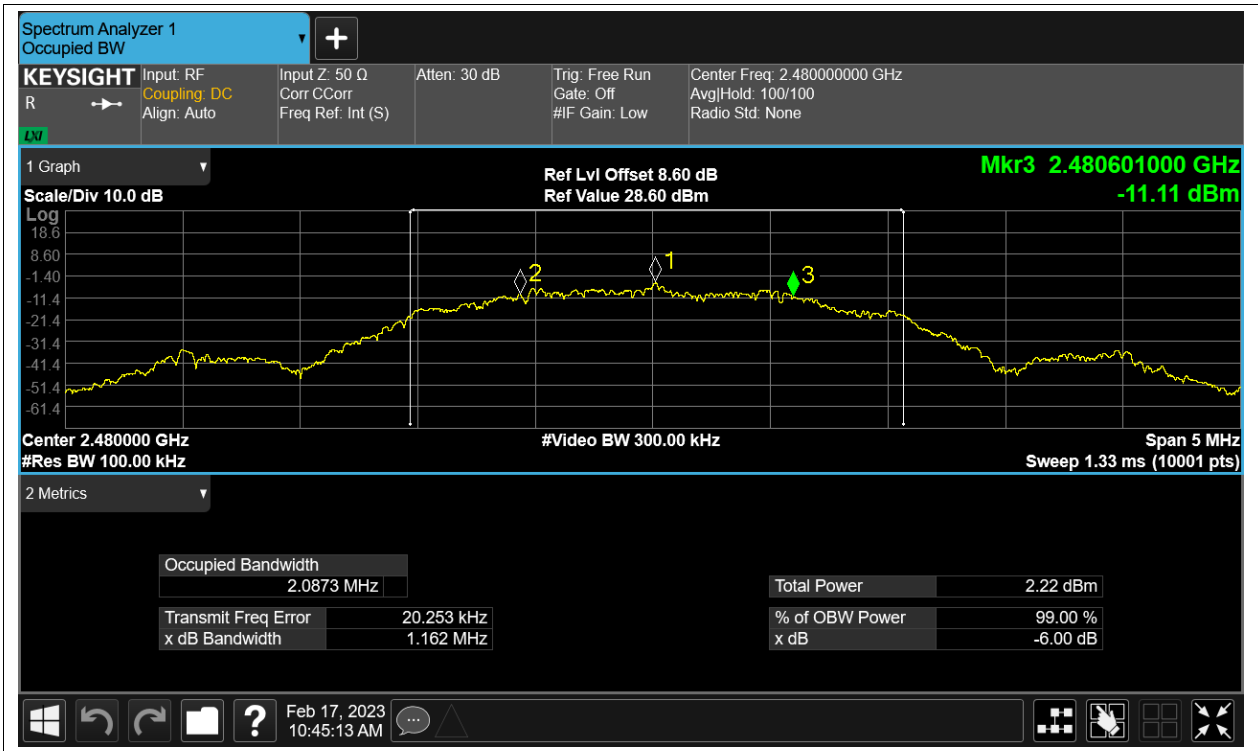 Spectrum Analyzer 1
Occupied BW
KEYSIGHT
R
LXI
Input: RF
Coupling: DC
Align: Auto
Input Z: 50 Ω
Corr CCorr
Freq Ref: Int (S)
Atten: 30 dB
Trig: Free Run
Gate: Off
#IF Gain: Low
Center Freq: 2.480000000 GHz
Avg|Hold: 100/100
Radio Std: None
1 Graph
Scale/Div 10.0 dB
Ref Lvl Offset 8.60 dB
Ref Value 28.60 dBm
Mkr3 2.480601000 GHz
-11.11 dBm
Log
18.6
8.60
-1.40
-11.4
-21.4
-31.4
-41.4
-51.4
-61.4
2
1
3
Center 2.480000 GHz
#Video BW 300.00 kHz
Span 5 MHz
#Res BW 100.00 kHz
Sweep 1.33 ms (10001 pts)
2 Metrics
Occupied Bandwidth
2.0873 MHz
Transmit Freq Error 20.253 kHz
x dB Bandwidth 1.162 MHz
Total Power 2.22 dBm
% of OBW Power 99.00 %
x dB -6.00 dB
Feb 17, 2023
10:45:13 AM